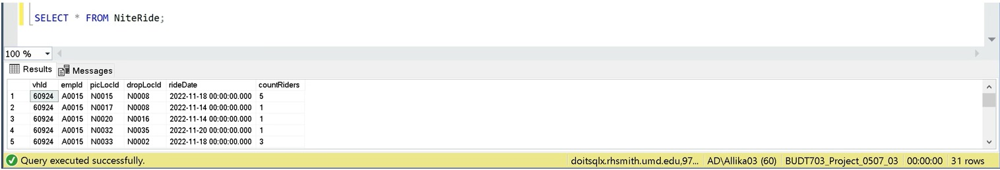 SELECT * FROM NiteRide;
100 %
Results Messages
vhId empId picLocId dropLocId rideDate countRiders
1 60924 A0015 N0015 N0008 2022-11-18 00:00:00.000 5
2 60924 A0015 N0017 N0008 2022-11-14 00:00:00.000 1
3 60924 A0015 N0020 N0016 2022-11-14 00:00:00.000 1
4 60924 A0015 N0032 N0035 2022-11-20 00:00:00.000 1
5 60924 A0015 N0033 N0002 2022-11-18 00:00:00.000 3
Query executed successfully. doitsqlx.rhsmith.umd.edu,97... AD\Allika03 (60) BUDT703_Project_0507_03 00:00:00 31 rows